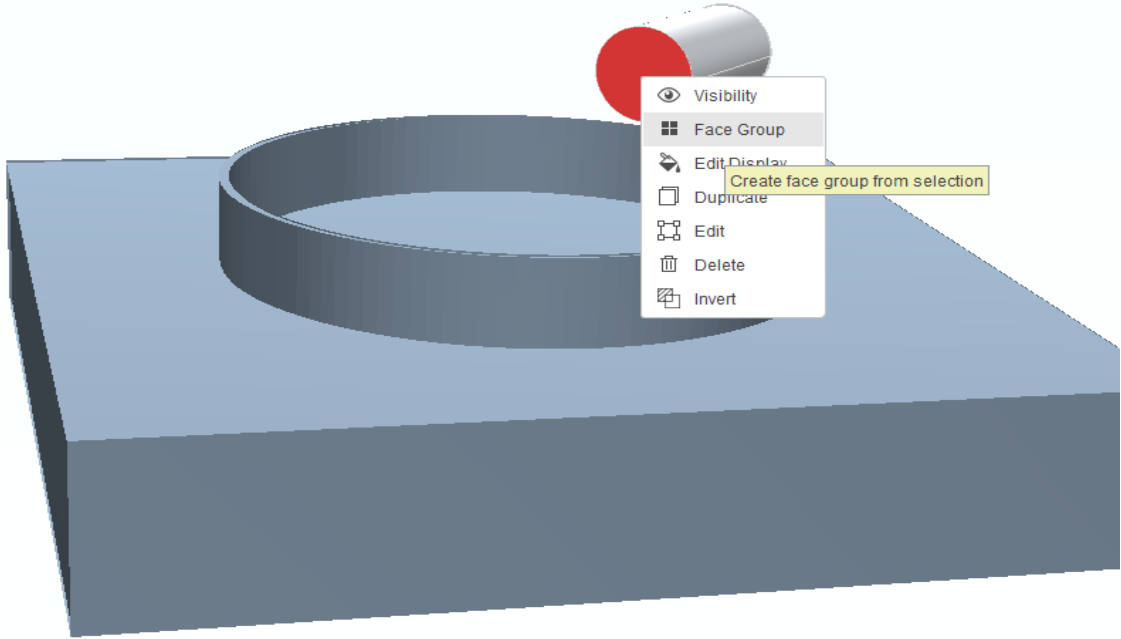 Visibility
Face Group
Edit Display
Create face group from selection
Duplicate
Edit
Delete
Invert